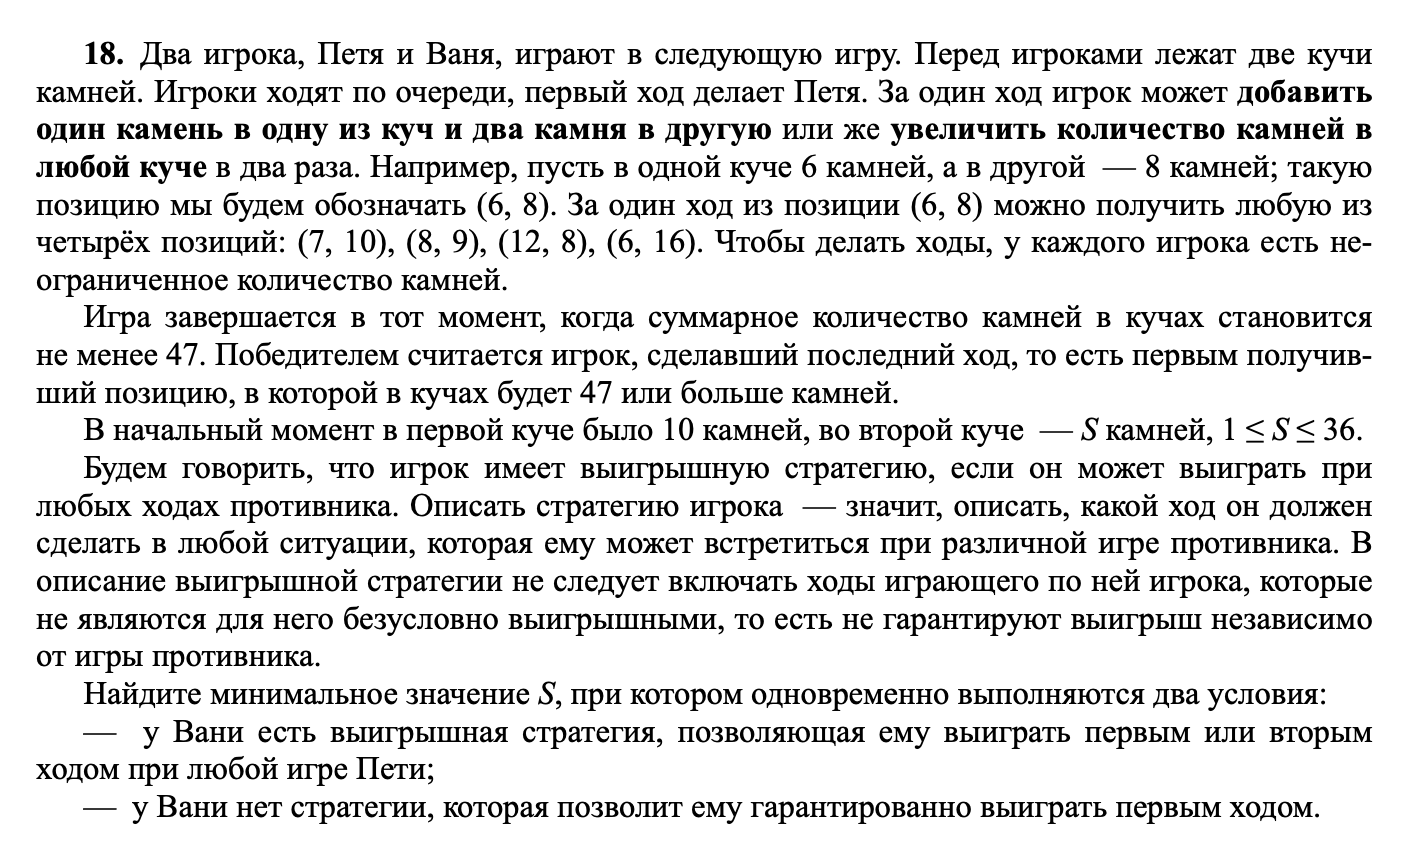 18. Два игрока, Петя и Ваня, играют в следующую игру. Перед игроками лежат две кучи
камней. Игроки ходят по очереди, первый ход делает Петя. За один ход игрок может добавить
один камень в одну из куч и два камня в другую или же увеличить количество камней в
любой куче в два раза. Например, пусть в одной куче 6 камней, а в другой — 8 камней; такую
позицию мы будем обозначать (6, 8). За один ход из позиции (6, 8) можно получить любую из
четырёх позиций: (7, 10), (8, 9), (12, 8), (6, 16). Чтобы делать ходы, у каждого игрока есть не-
ограниченное количество камней.
Игра завершается в тот момент, когда суммарное количество камней в кучах становится
не менее 47. Победителем считается игрок, сделавший последний ход, то есть первым получив-
ший позицию, в которой в кучах будет 47 или больше камней.
В начальный момент в первой куче было 10 камней, во второй куче — S камней, 1 ≤ S ≤ 36.
Будем говорить, что игрок имеет выигрышную стратегию, если он может выиграть при
любых ходах противника. Описать стратегию игрока — значит, описать, какой ход он должен
сделать в любой ситуации, которая ему может встретиться при различной игре противника. В
описание выигрышной стратегии не следует включать ходы играющего по ней игрока, которые
не являются для него безусловно выигрышными, то есть не гарантируют выигрыш независимо
от игры противника.
Найдите минимальное значение S, при котором одновременно выполняются два условия:
— у Вани есть выигрышная стратегия, позволяющая ему выиграть первым или вторым
ходом при любой игре Пети;
— у Вани нет стратегии, которая позволит ему гарантированно выиграть первым ходом.